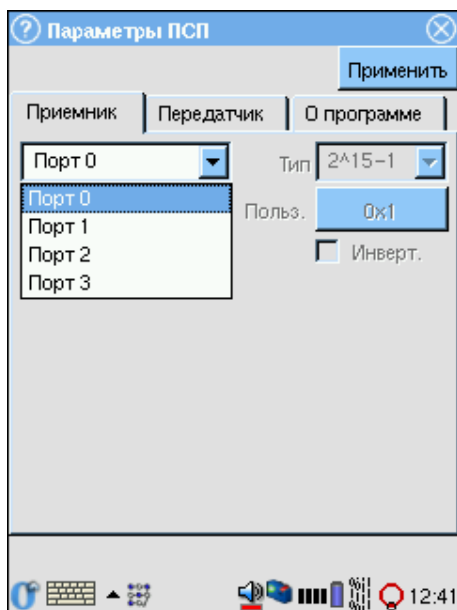 Параметры ПСП
Применить
Приемник Передатчик О программе
Порт 0 Тип 2^15-1
Порт 0
Порт 1 Польз. 0x1
Порт 2 Инверт.
Порт 3
12:41